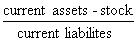 current assets - stock
current liabilites